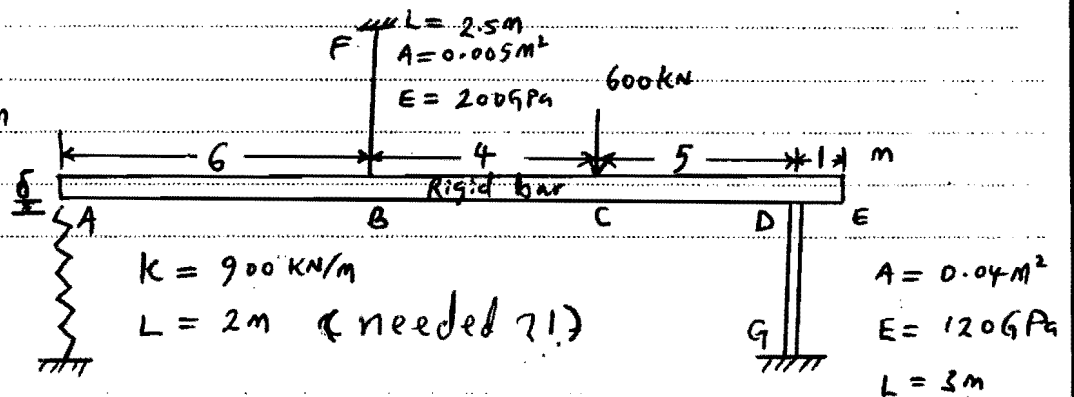 L = 2.5m
F
A = 0.005m²
E = 200GPa
600KN
6
4
5
1
m
δ
Rigid bar
A
B
C
D
E
K = 900 KN/m
L = 2m (needed ?!)
G
A = 0.04m²
E = 120GPa
L = 3m